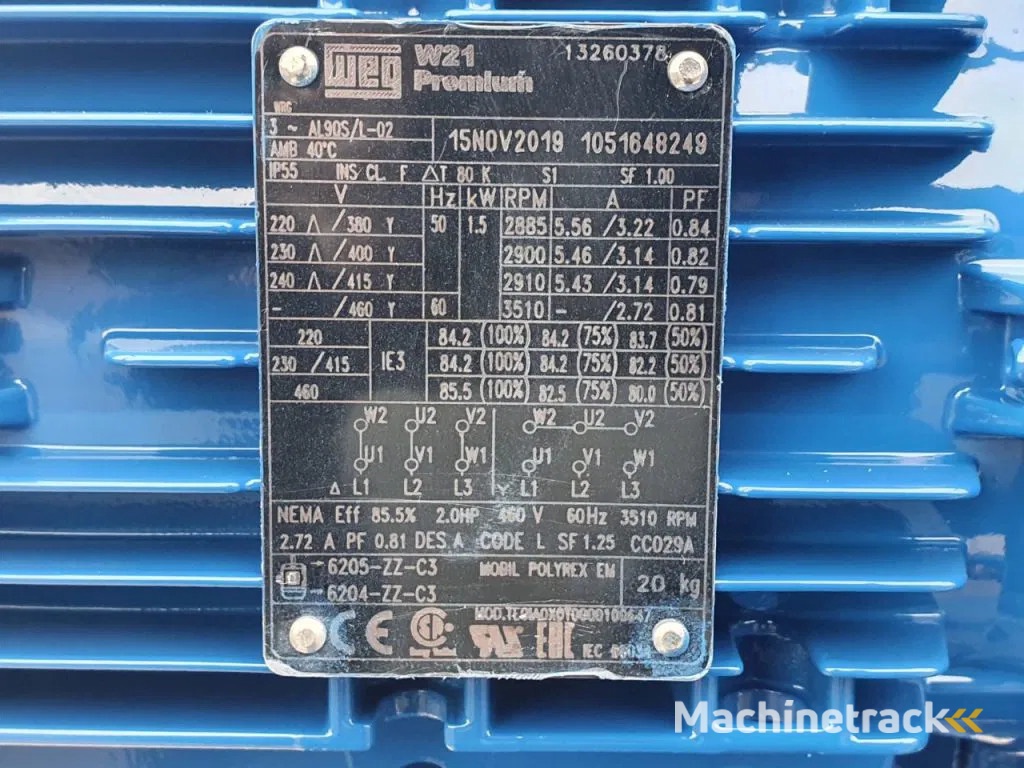 WEG W21 Premium 13260378
WBG
3 ~ AL90S/L-02 15NOV2019 1051648249
AMB 40°C
IP55 INS CL. F ΔT 80 K S1 SF 1.00
V Hz kW RPM A PF
220 Δ/380 Y 50 1.5 2885 5.56 /3.22 0.84
230 Δ/400 Y 2900 5.46 /3.14 0.82
240 Δ/415 Y 2910 5.43 /3.14 0.79
- /460 Y 60 3510 - /2.72 0.81
220 IE3 84.2 (100%) 84.2 (75%) 83.7 (50%)
230 /415 84.2 (100%) 84.2 (75%) 82.2 (50%)
460 85.5 (100%) 82.5 (75%) 80.0 (50%)
W2 U2 V2 W2 U2 V2
U1 V1 W1 U1 V1 W1
Δ L1 L2 L3 Y L1 L2 L3
NEMA Eff 85.5% 2.0HP 460 V 60Hz 3510 RPM
2.72 A PF 0.81 DES A CODE L SF 1.25 CC029A
→6205-ZZ-C3 MOBIL POLYREX EM 20 kg
→6204-ZZ-C3
CE EAC IEC
Machinetrack